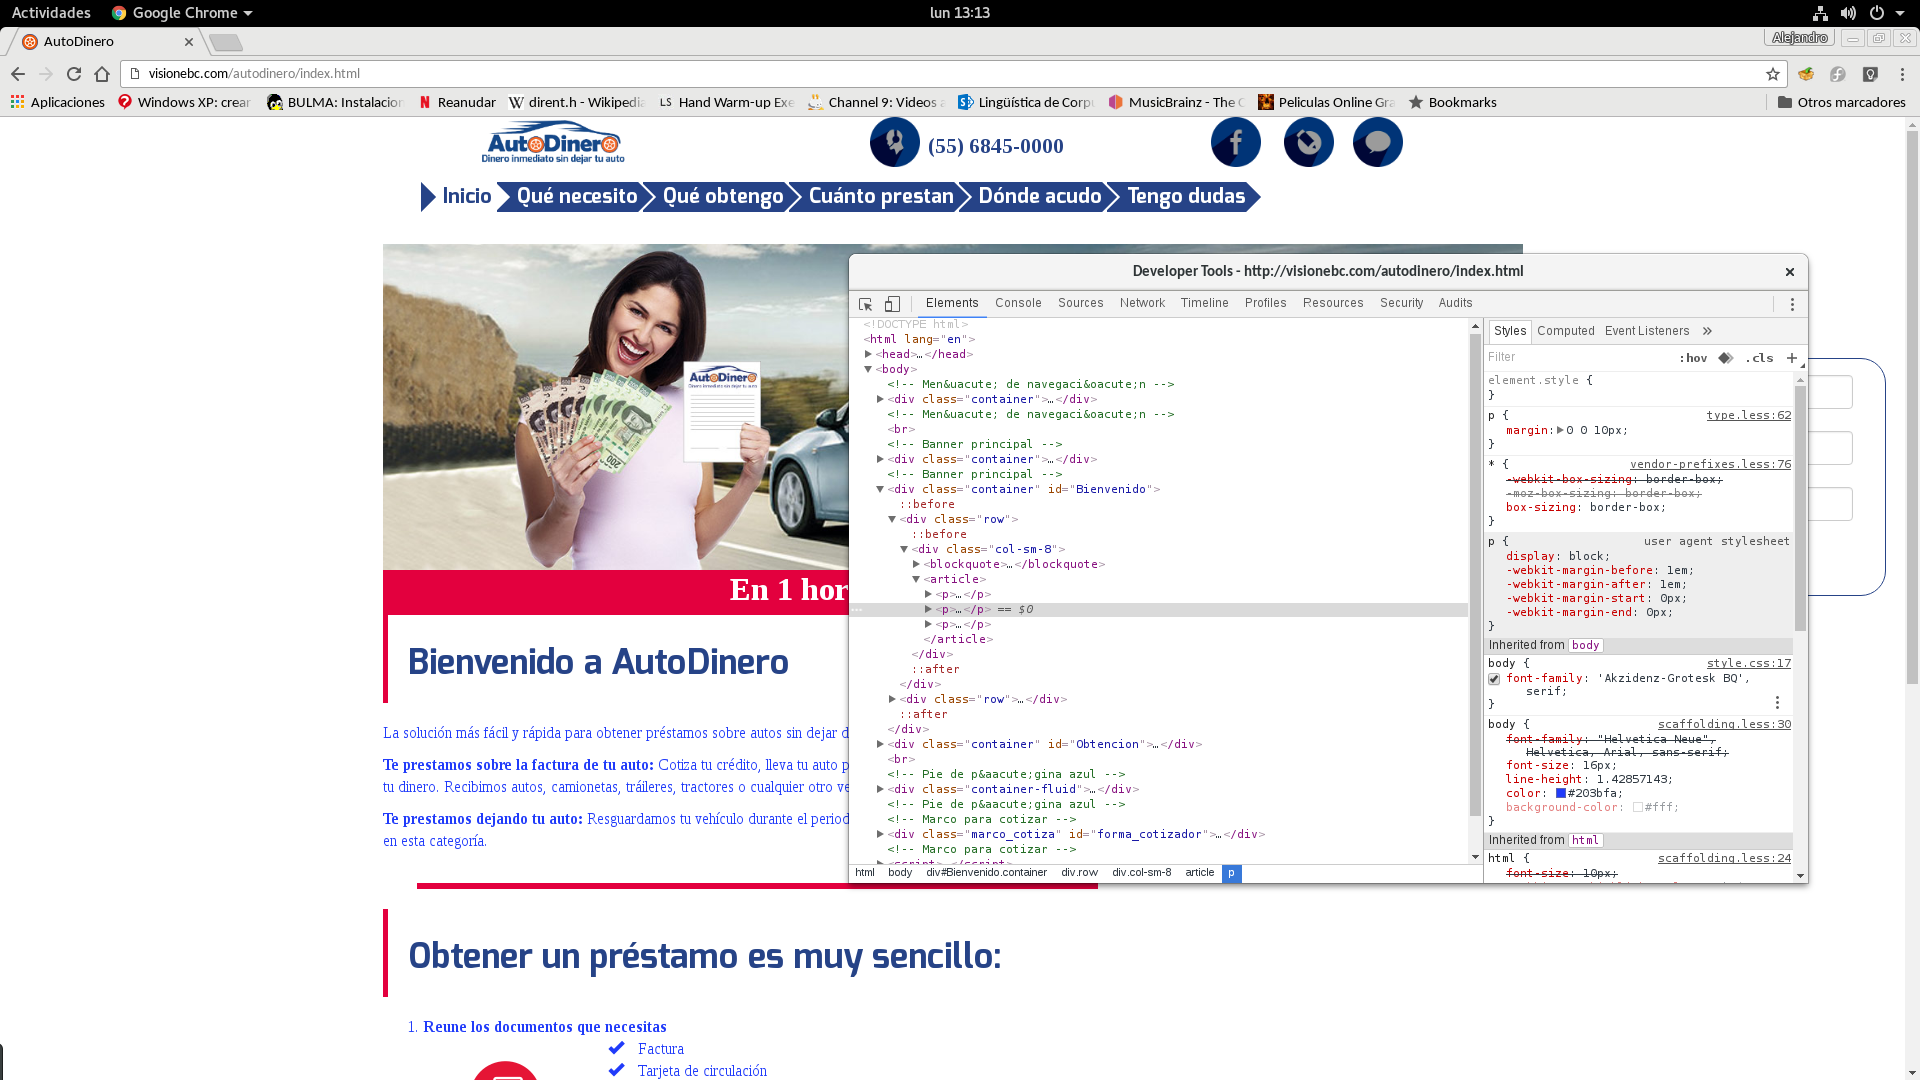 Actividades
Google Chrome
lun 13:13
AutoDinero
Alejandro
visionebc.com/autodinero/index.html
Aplicaciones
Windows XP: crear
BULMA: Instalacion
Reanudar
dirent.h - Wikipedia
LS Hand Warm-up Exe
Channel 9: Videos a
Lingüística de Corpu
MusicBrainz - The O
Peliculas Online Gra
Bookmarks
Otros marcadores
AutoDinero
Dinero inmediato sin dejar tu auto
(55) 6845-0000
Inicio
Qué necesito
Qué obtengo
Cuánto prestan
Dónde acudo
Tengo dudas
AutoDinero
Dinero inmediato sin dejar tu auto
200
En 1 hor
Bienvenido a AutoDinero
La solución más fácil y rápida para obtener préstamos sobre autos sin dejar d
Te prestamos sobre la factura de tu auto: Cotiza tu crédito, lleva tu auto p
tu dinero. Recibimos autos, camionetas, tráileres, tractores o cualquier otro ve
Te prestamos dejando tu auto: Resguardamos tu vehículo durante el period
en esta categoría.
Obtener un préstamo es muy sencillo:
1. Reune los documentos que necesitas
Factura
Tarjeta de circulación
Developer Tools - http://visionebc.com/autodinero/index.html
Elements Console Sources Network Timeline Profiles Resources Security Audits
<!DOCTYPE html>
<html lang="en">
<head>…</head>
<body>
<!-- Men&uacute; de navegaci&oacute;n -->
<div class="container">…</div>
<!-- Men&uacute; de navegaci&oacute;n -->
<br>
<!-- Banner principal -->
<div class="container">…</div>
<!-- Banner principal -->
<div class="container" id="Bienvenido">
::before
<div class="row">
::before
<div class="col-sm-8">
<blockquote>…</blockquote>
<article>
<p>…</p>
... <p>…</p> == $0
<p>…</p>
</article>
</div>
::after
</div>
<div class="row">…</div>
::after
</div>
<div class="container" id="Obtencion">…</div>
<br>
<!-- Pie de p&aacute;gina azul -->
<div class="container-fluid">…</div>
<!-- Pie de p&aacute;gina azul -->
<!-- Marco para cotizar -->
<div class="marco_cotiza" id="forma_cotizador">…</div>
<!-- Marco para cotizar -->
<script>…</script>
html body div#Bienvenido.container div.row div.col-sm-8 article p
Styles Computed Event Listeners »
Filter :hov .cls +
element.style {
}
p { type.less:62
margin: 0 0 10px;
}
* { vendor-prefixes.less:76
-webkit-box-sizing: border-box;
-moz-box-sizing: border-box;
box-sizing: border-box;
}
p { user agent stylesheet
display: block;
-webkit-margin-before: 1em;
-webkit-margin-after: 1em;
-webkit-margin-start: 0px;
-webkit-margin-end: 0px;
}
Inherited from body
body { style.css:17
font-family: 'Akzidenz-Grotesk BQ',
serif;
}
body { scaffolding.less:30
font-family: "Helvetica Neue",
Helvetica, Arial, sans-serif;
font-size: 16px;
line-height: 1.42857143;
color: #203bfa;
background-color: #fff;
}
Inherited from html
html { scaffolding.less:24
font-size: 10px;